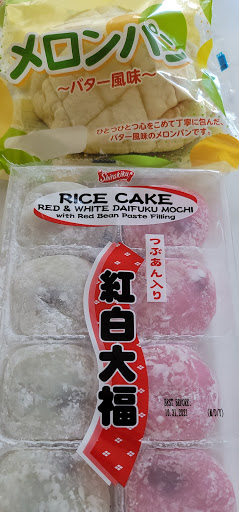 メロンパン
～バター風味～
ひとつひとつ心をこめて丁寧に包んだ、
バター風味のメロンパンです。
Shirakiku
RICE CAKE
RED & WHITE DAIFUKU MOCHI
with Red Bean Paste Filling
つぶあん入り
紅白大福
BEST BEFORE:
(M/D/Y)